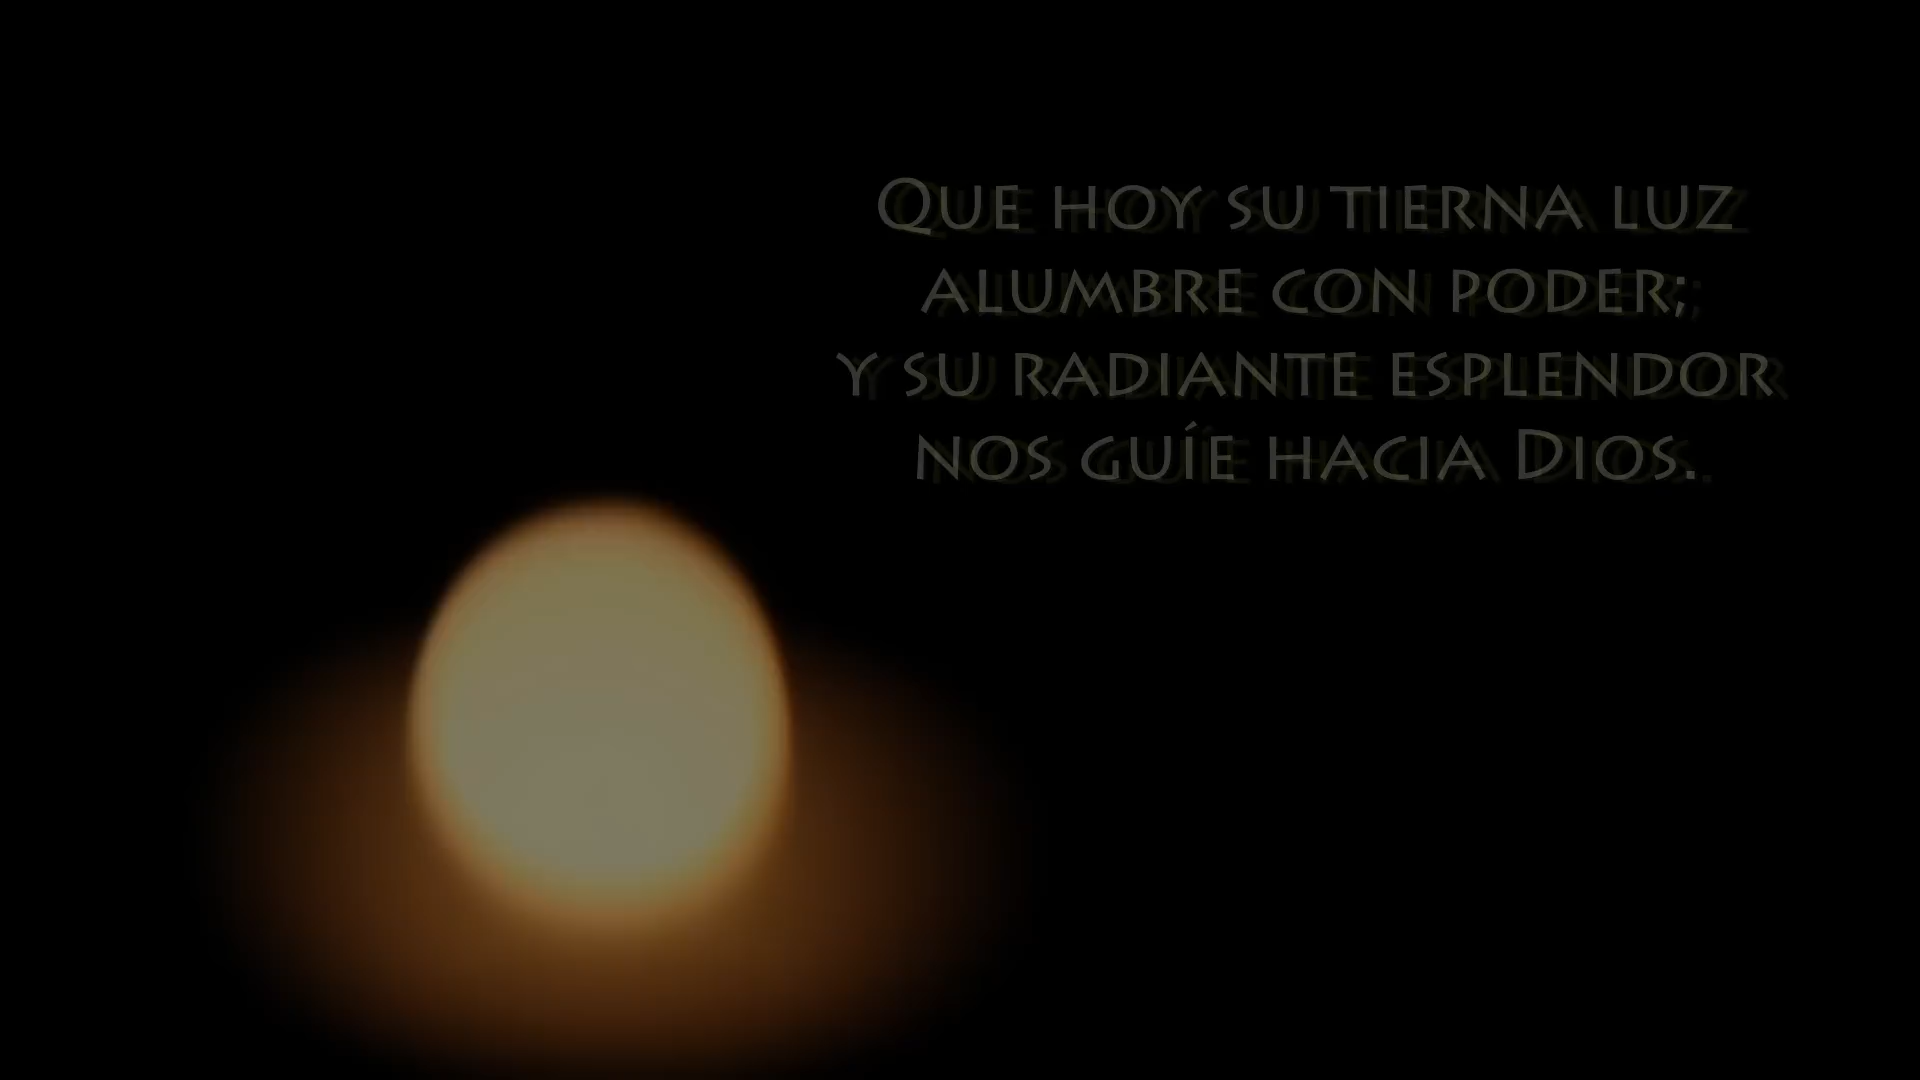 Que hoy su tierna luz
alumbre con poder;
y su radiante esplendor
nos guíe hacia Dios.